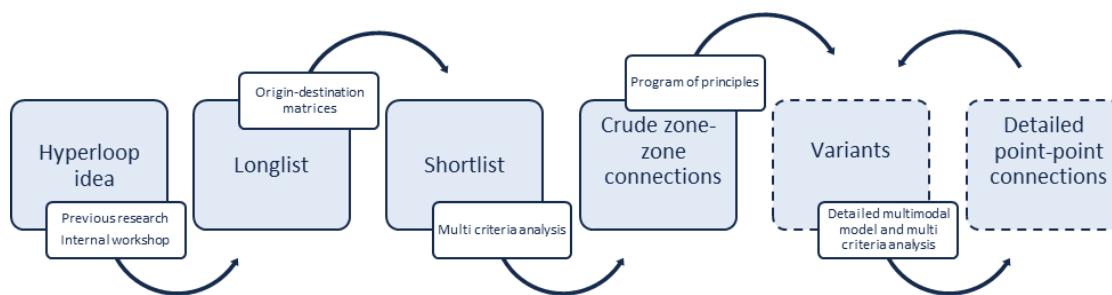 Hyperloop
idea
Previous research
Internal workshop
Longlist
Origin-destination
matrices
Shortlist
Multi criteria analysis
Crude zone-
zone
connections
Program of principles
Variants
Detailed multimodal
model and multi
criteria analysis
Detailed
point-point
connections